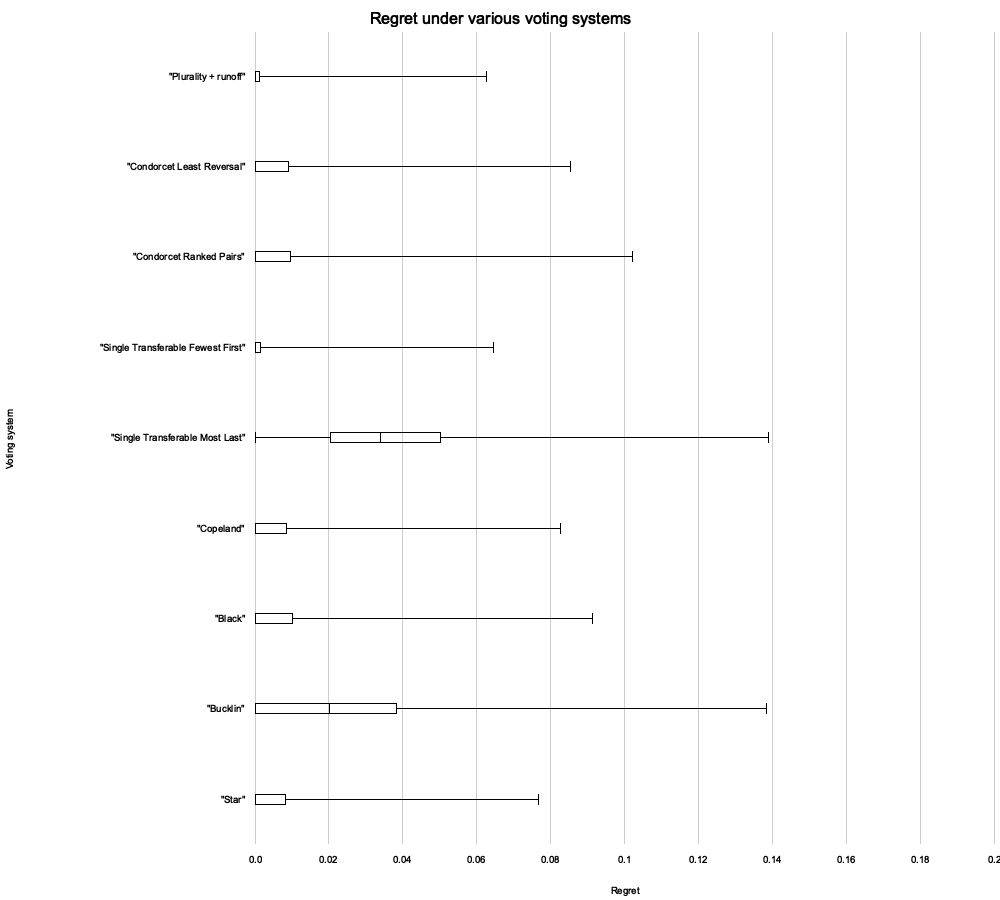 Regret under various voting systems
"Plurality + runoff"
"Condorcet Least Reversal"
"Condorcet Ranked Pairs"
"Single Transferable Fewest First"
"Single Transferable Most Last"
"Copeland"
"Black"
"Bucklin"
"Star"
Voting system
0.0 0.02 0.04 0.06 0.08 0.1 0.12 0.14 0.16 0.18 0.2
Regret